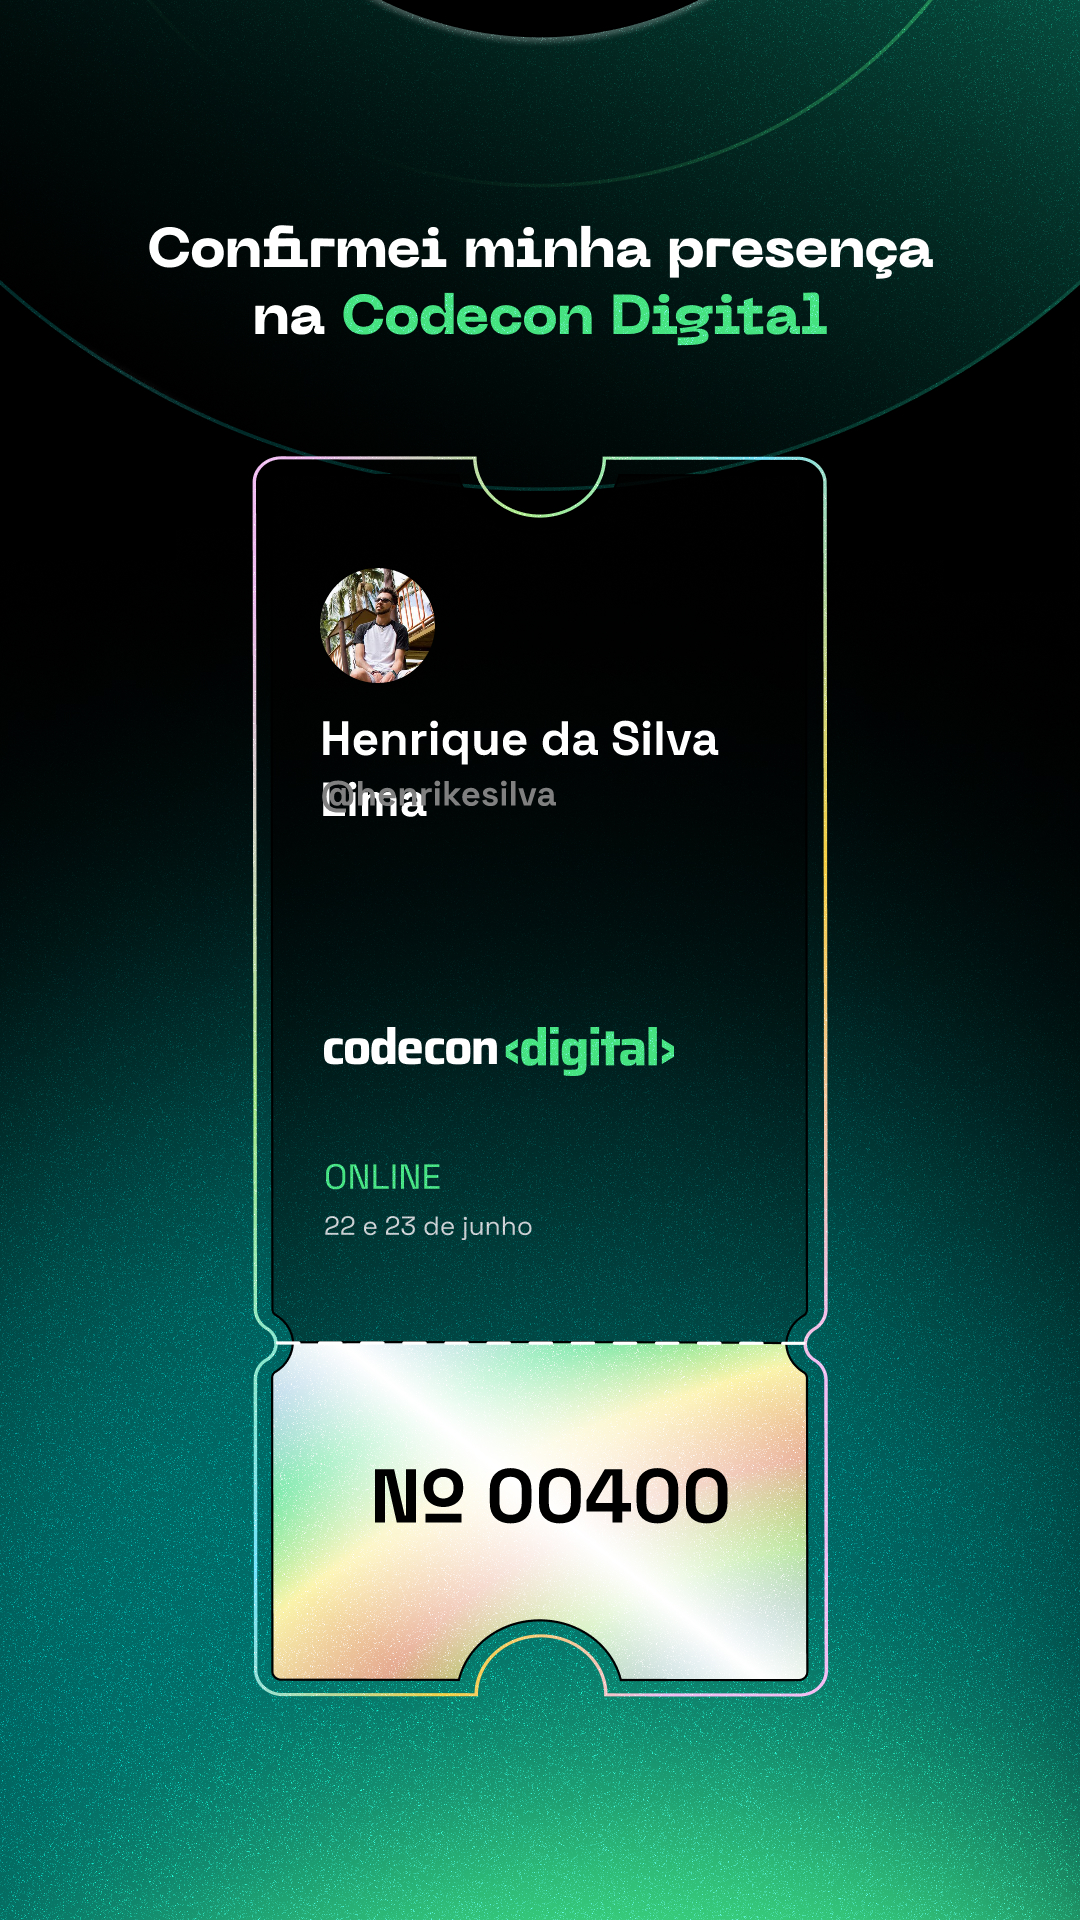 Confirmei minha presença
na Codecon Digital
Henrique da Silva
Lima
@henrikesilva
codecon ‹digital›
ONLINE
22 e 23 de junho
Nº 00400